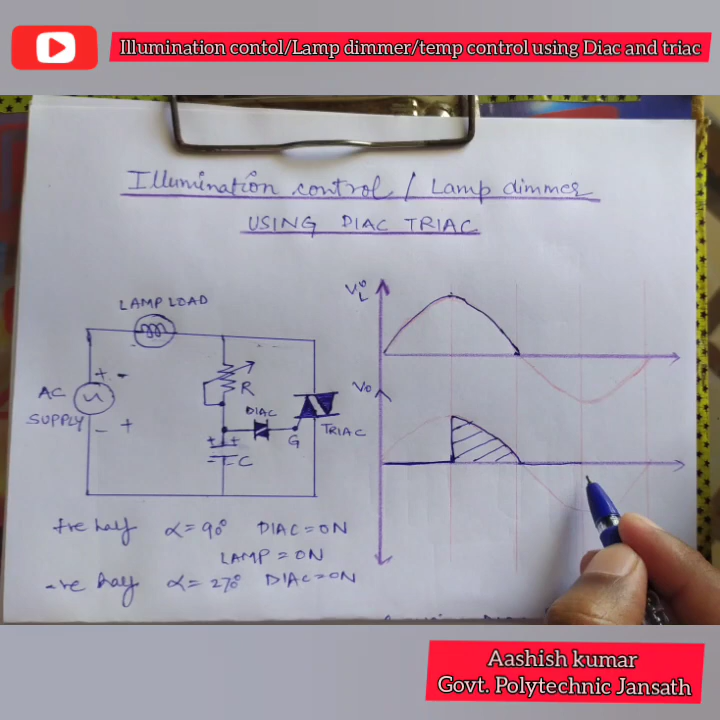 Illumination contol/Lamp dimmer/temp control using Diac and triac
Illumination control / Lamp dimmer
USING DIAC TRIAC
LAMP LOAD
AC
SUPPLY
+ -
- +
R
DIAC
G
TRIAC
+ +
- -
C
Vo
+ve half α = 90° DIAC = ON
LAMP = ON
-ve half α = 270° DIAC = ON
Aashish kumar
Govt. Polytechnic Jansath